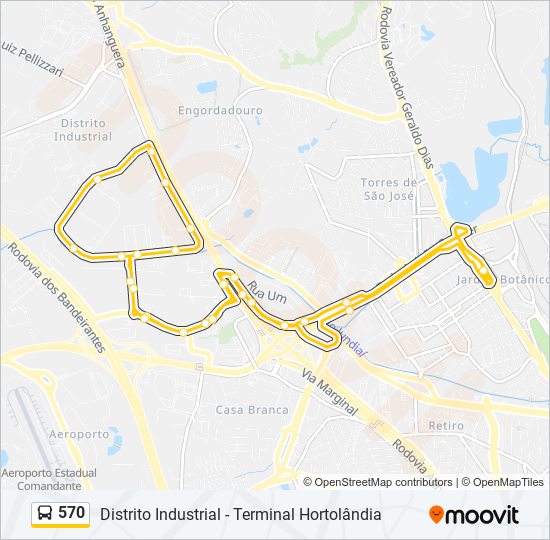 Anhanguera
uiz Pellizzari
Distrito
Industrial
Engordadouro
Rodovia Vereador Geraldo Dias
Torres de
São José
Rodovia dos Bandeirantes
Rua Um
Jar
Botânico
Jundiaí
Via Marginal
Casa Branca
Retiro
Rodovia
Aeroporto
Aeroporto Estadual
Comandante
© OpenStreetMap contributors | © OpenMapTiles
570 Distrito Industrial - Terminal Hortolândia
moovit